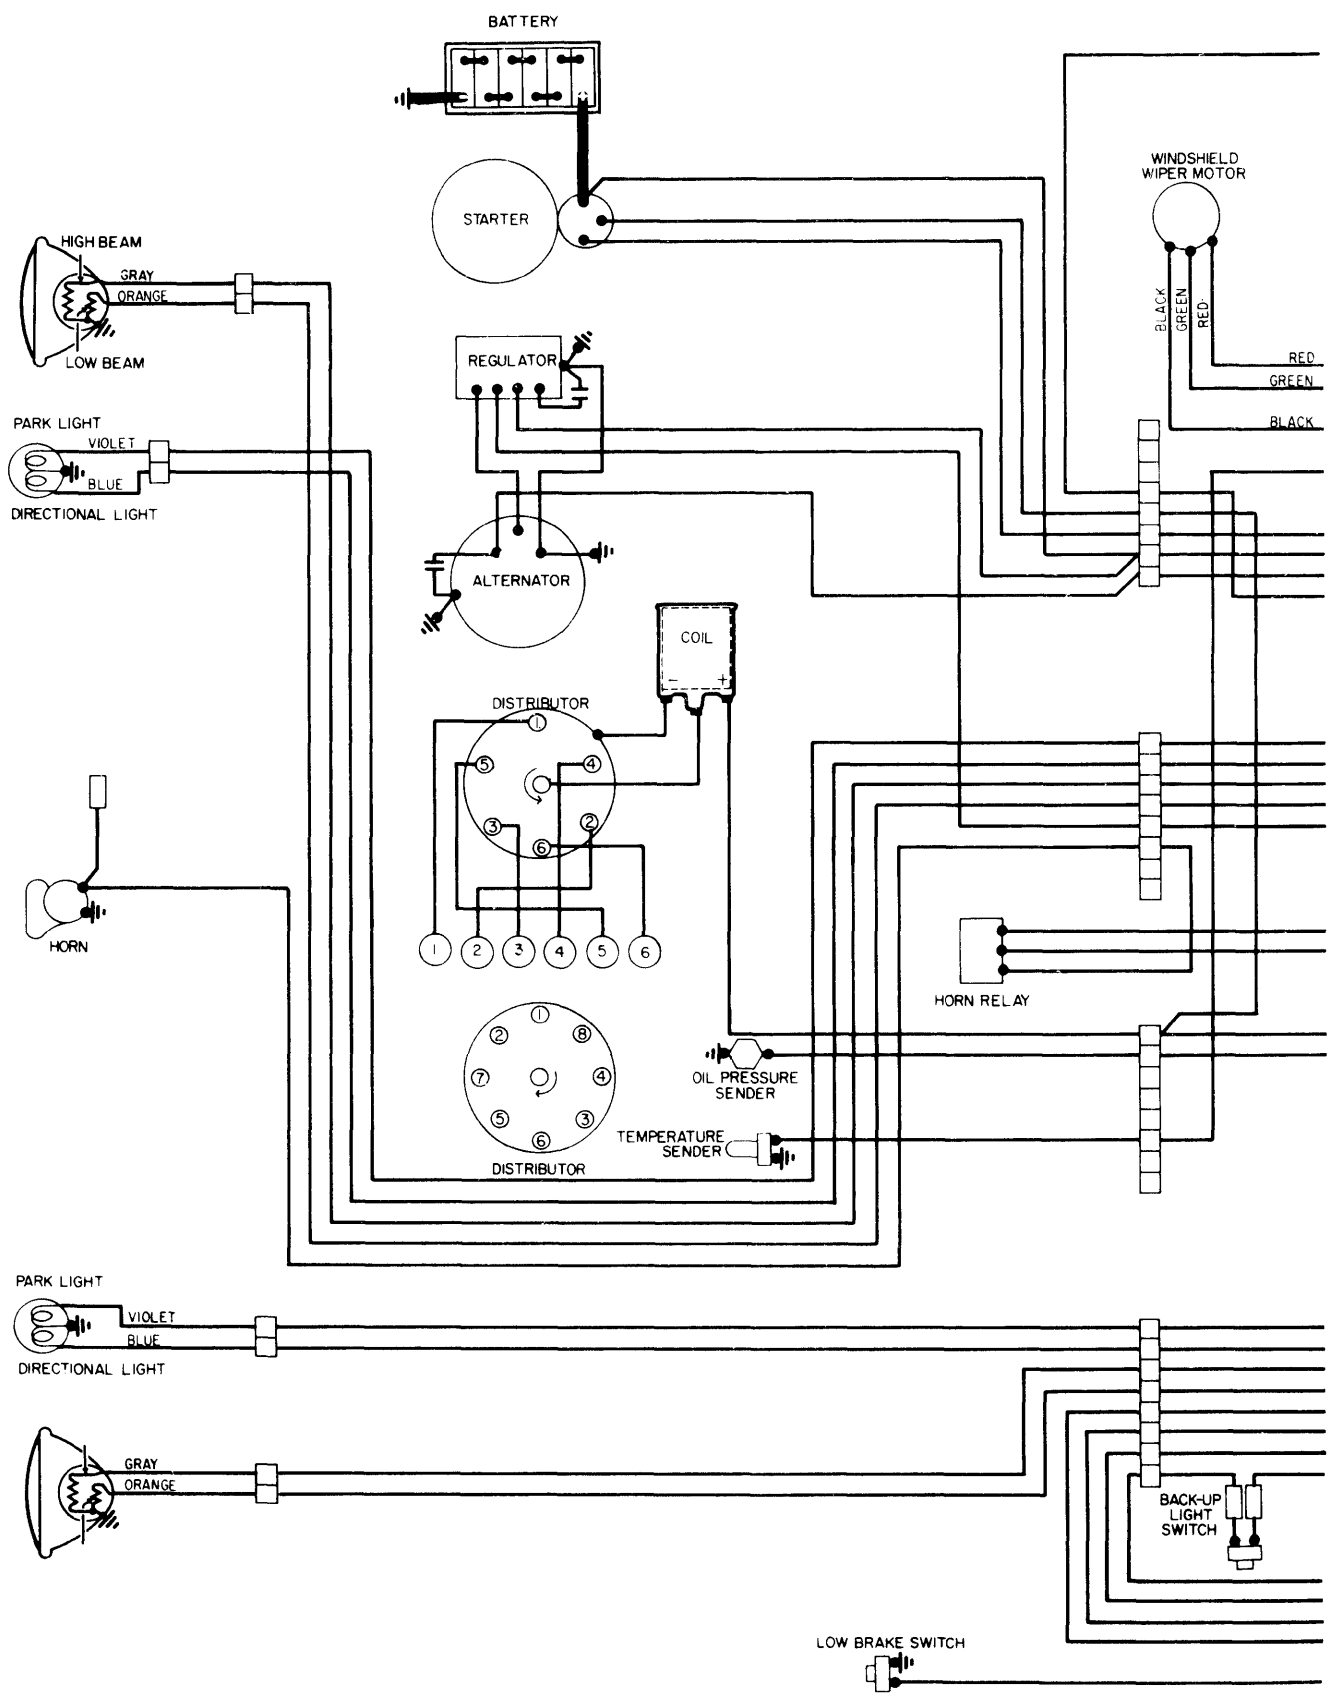 BATTERY
WINDSHIELD
WIPER MOTOR
STARTER
HIGH BEAM
GRAY
ORANGE
LOW BEAM
BLACK
GREEN
RED
REGULATOR
RED
GREEN
BLACK
PARK LIGHT
VIOLET
BLUE
DIRECTIONAL LIGHT
ALTERNATOR
COIL
- +
DISTRIBUTOR
1
5
4
3
2
6
HORN
1 2 3 4 5 6
HORN RELAY
1
2
8
7
4
5
3
6
DISTRIBUTOR
OIL PRESSURE
SENDER
TEMPERATURE
SENDER
PARK LIGHT
VIOLET
BLUE
DIRECTIONAL LIGHT
GRAY
ORANGE
BACK-UP
LIGHT
SWITCH
LOW BRAKE SWITCH